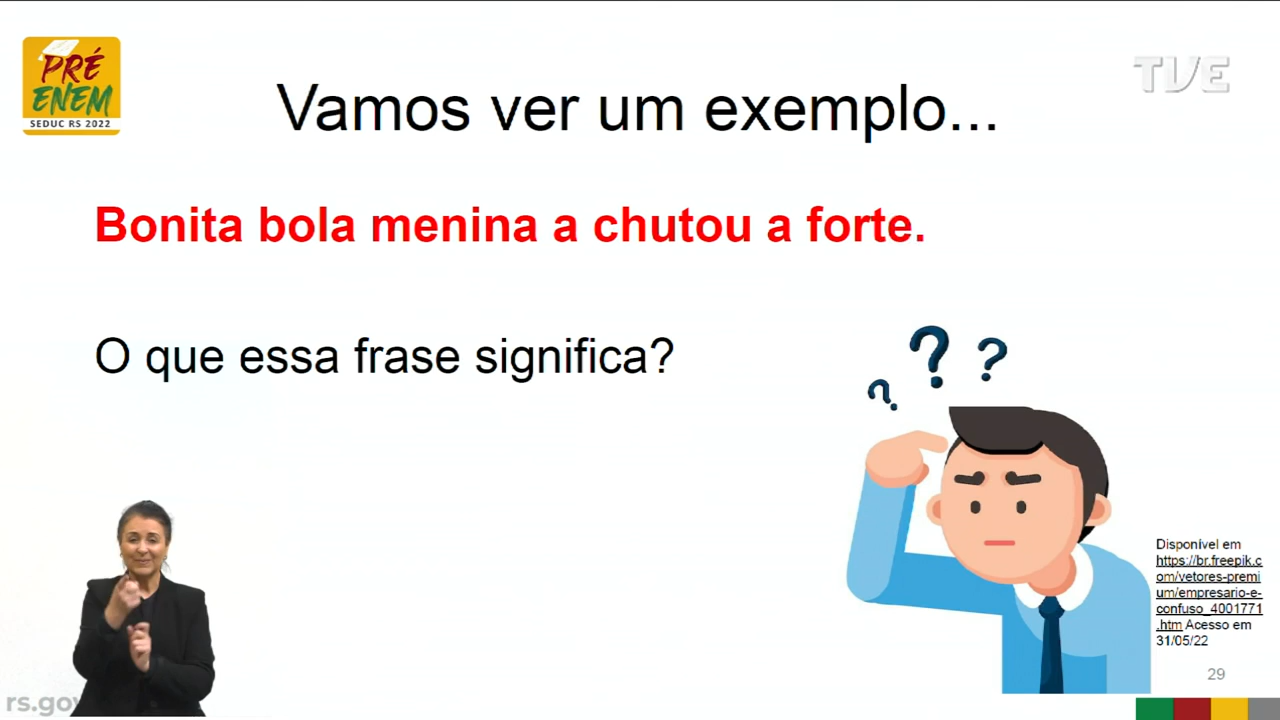 PRÉ
ENEM
SEDUC RS 2022
TVE
Vamos ver um exemplo...
Bonita bola menina a chutou a forte.
O que essa frase significa?
? ? ?
Disponível em
https://br.freepik.c
om/vetores-premi
um/empresario-e-
confuso_4001771
.htm Acesso em
31/05/22
29
rs.gov